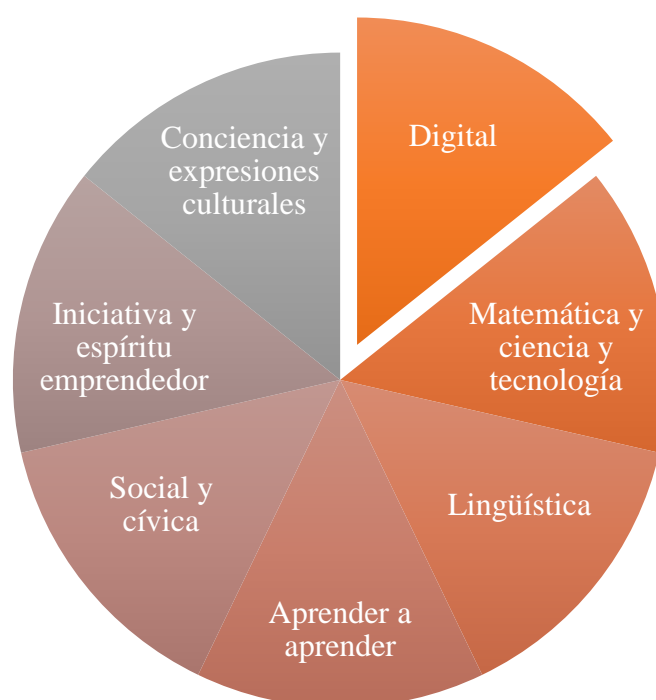 Digital
Matemática y
ciencia y
tecnología
Lingüística
Aprender a
aprender
Social y
cívica
Iniciativa y
espíritu
emprendedor
Conciencia y
expresiones
culturales